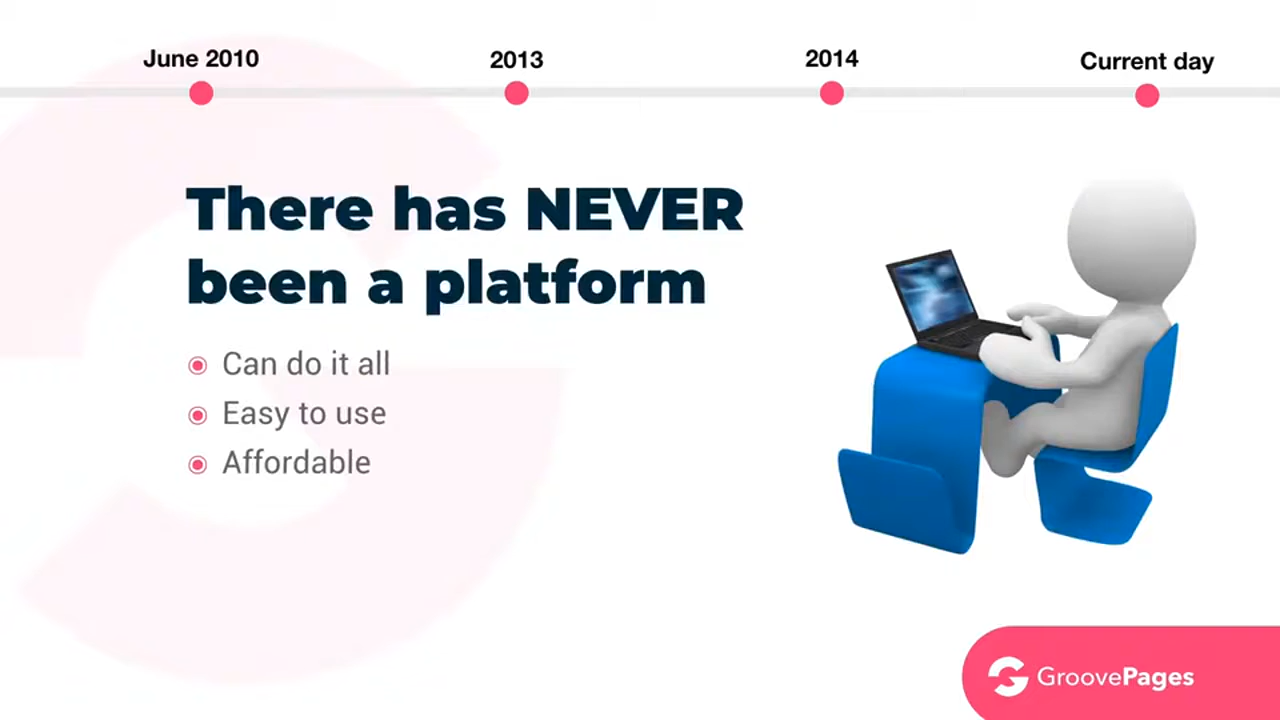 June 2010
2013
2014
Current day
There has NEVER
been a platform
Can do it all
Easy to use
Affordable
GroovePages